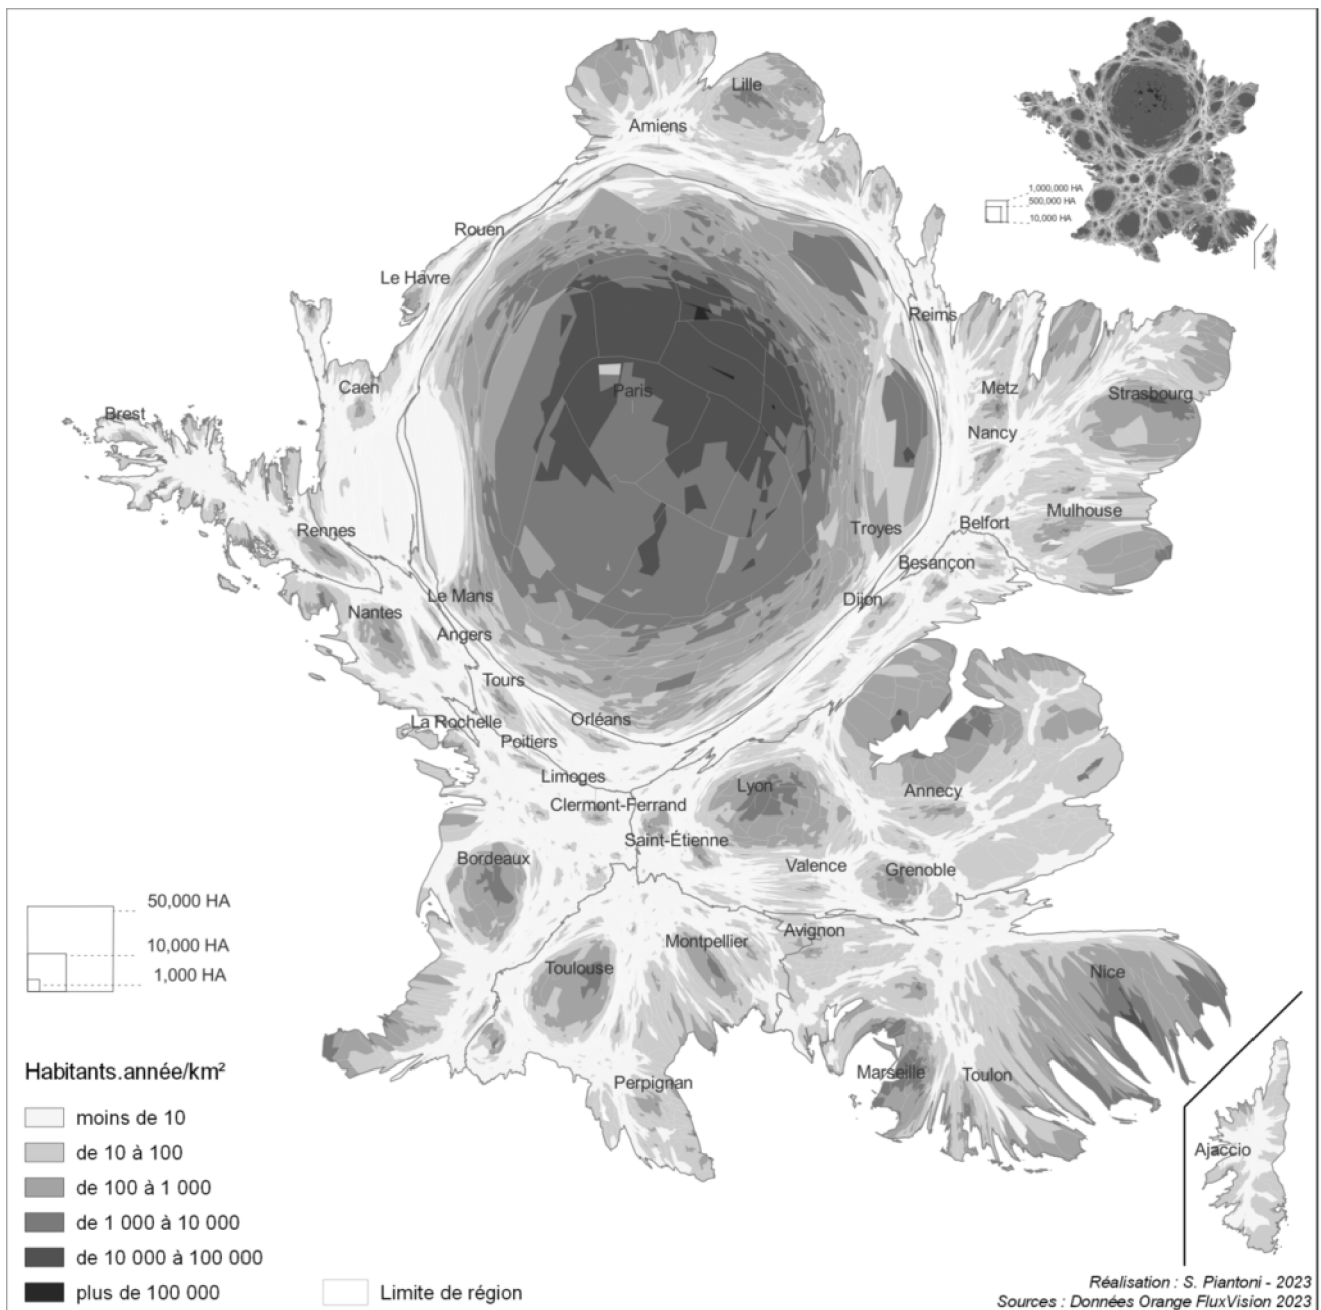 Lille
Amiens
1,000,000 HA
500,000 HA
10,000 HA
Rouen
Le Hâvre
Reims
Caen
Paris
Metz
Strasbourg
Brest
Nancy
Rennes
Troyes
Belfort
Mulhouse
Besançon
Nantes
Le Mans
Dijon
Angers
Tours
La Rochelle
Orléans
Poitiers
Limoges
Lyon
Annecy
Clermont-Ferrand
Saint-Étienne
Bordeaux
Valence
Grenoble
50,000 HA
10,000 HA
1,000 HA
Avignon
Montpellier
Toulouse
Nice
Marseille
Toulon
Perpignan
Ajaccio
Habitants.année/km²
moins de 10
de 10 à 100
de 100 à 1 000
de 1 000 à 10 000
de 10 000 à 100 000
plus de 100 000
Limite de région
Réalisation : S. Piantoni - 2023
Sources : Données Orange FluxVision 2023